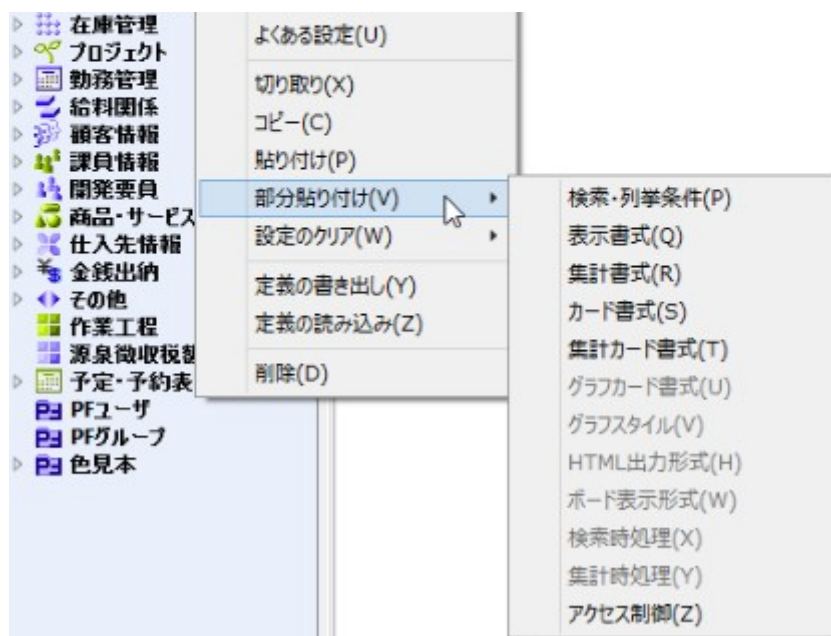 在庫管理
プロジェクト
勤務管理
給料関係
顧客情報
課員情報
開発要員
商品・サービス
仕入先情報
金銭出納
その他
作業工程
源泉徴収税額
予定・予約表
PFユーザ
PFグループ
色見本
よくある設定(U)
切り取り(X)
コピー(C)
貼り付け(P)
部分貼り付け(V)
設定のクリア(W)
定義の書き出し(Y)
定義の読み込み(Z)
削除(D)
検索・列挙条件(P)
表示書式(Q)
集計書式(R)
カード書式(S)
集計カード書式(T)
グラフカード書式(U)
グラフスタイル(V)
HTML出力形式(H)
ボード表示形式(W)
検索時処理(X)
集計時処理(Y)
アクセス制御(Z)